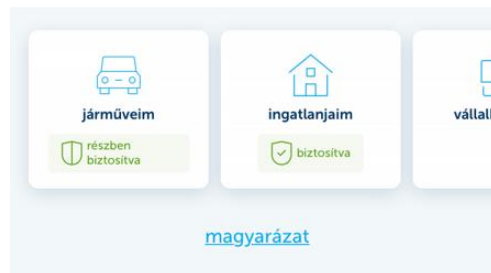 járműveim
ingatlanjaim
részben
biztosítva
biztosítva
magyarázat